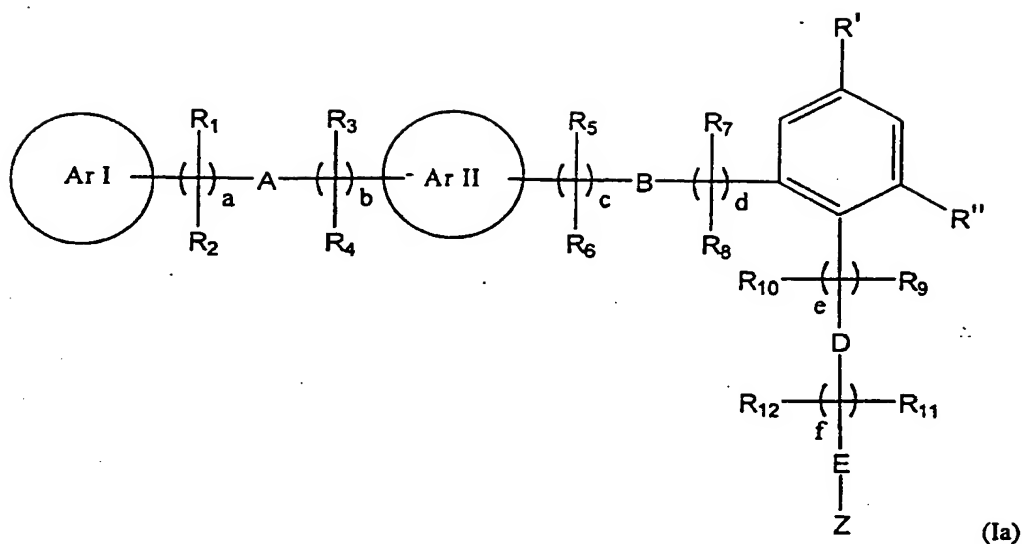 R'
R1 R3 R5 R7
Ar I ( ) a A ( ) b Ar II ( ) c B ( ) d
R2 R4 R6 R8 R"
R10 ( ) e R9
D
R12 ( ) f R11
E
Z
(Ia)